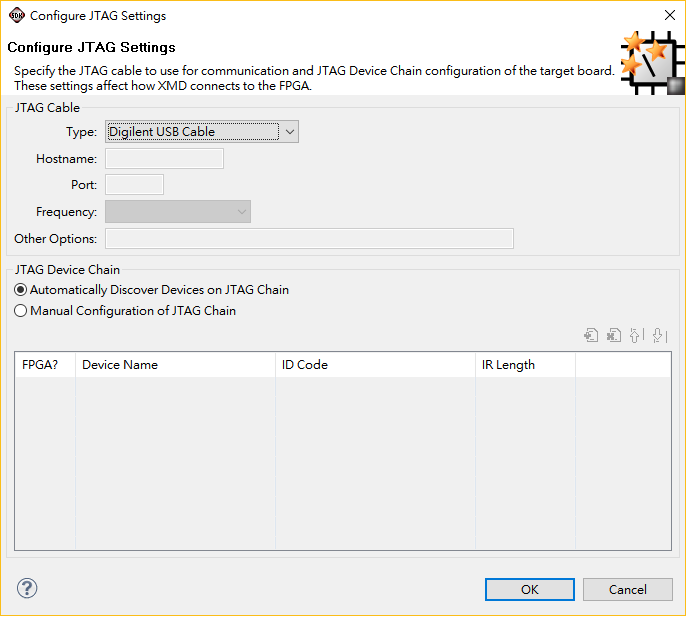 SDK
Configure JTAG Settings
Configure JTAG Settings
Specify the JTAG cable to use for communication and JTAG Device Chain configuration of the target board.
These settings affect how XMD connects to the FPGA.
JTAG Cable
Type: Digilent USB Cable
Hostname:
Port:
Frequency:
Other Options:
JTAG Device Chain
Automatically Discover Devices on JTAG Chain
Manual Configuration of JTAG Chain
FPGA? Device Name ID Code IR Length
? OK Cancel